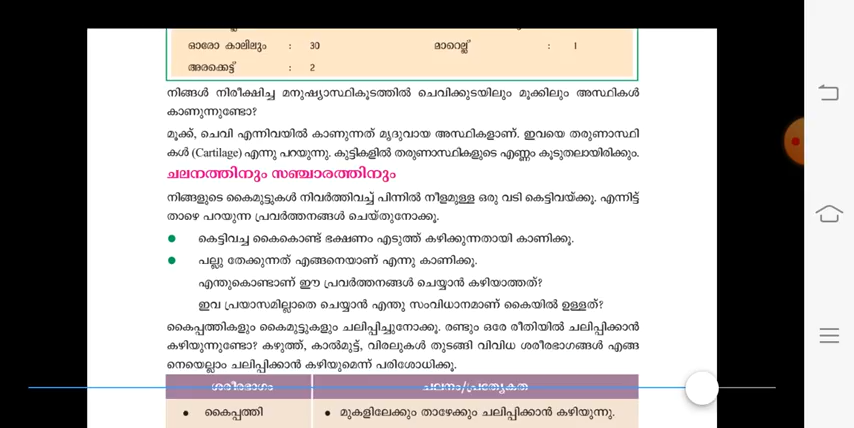 ഓരോ കാലിലും : 30 മാറെല്ല് : 1
അരക്കെട്ട് : 2
നിങ്ങൾ നിരീക്ഷിച്ച മനുഷ്യാസ്ഥികൂടത്തിൽ ചെവിക്കുടയിലും മൂക്കിലും അസ്ഥികൾ
കാണുന്നുണ്ടോ?
മൂക്ക്, ചെവി എന്നിവയിൽ കാണുന്നത് മൃദുവായ അസ്ഥികളാണ്. ഇവയെ തരുണാസ്ഥി
കൾ (Cartilage) എന്നു പറയുന്നു. കുട്ടികളിൽ തരുണാസ്ഥികളുടെ എണ്ണം കൂടുതലായിരിക്കും.
ചലനത്തിനും സഞ്ചാരത്തിനും
നിങ്ങളുടെ കൈമുട്ടുകൾ നിവർത്തിവച്ച് പിന്നിൽ നീളമുള്ള ഒരു വടി കെട്ടിവയ്ക്കൂ. എന്നിട്ട്
താഴെ പറയുന്ന പ്രവർത്തനങ്ങൾ ചെയ്തുനോക്കൂ.
● കെട്ടിവച്ച കൈകൊണ്ട് ഭക്ഷണം എടുത്ത് കഴിക്കുന്നതായി കാണിക്കൂ.
● പല്ലു തേക്കുന്നത് എങ്ങനെയാണ് എന്നു കാണിക്കൂ.
എന്തുകൊണ്ടാണ് ഈ പ്രവർത്തനങ്ങൾ ചെയ്യാൻ കഴിയാത്തത്?
ഇവ പ്രയാസമില്ലാതെ ചെയ്യാൻ എന്തു സംവിധാനമാണ് കൈയിൽ ഉള്ളത്?
കൈപ്പത്തികളും കൈമുട്ടുകളും ചലിപ്പിച്ചുനോക്കൂ. രണ്ടും ഒരേ രീതിയിൽ ചലിപ്പിക്കാൻ
കഴിയുന്നുണ്ടോ? കഴുത്ത്, കാൽമുട്ട്, വിരലുകൾ തുടങ്ങി വിവിധ ശരീരഭാഗങ്ങൾ എങ്ങ
നെയെല്ലാം ചലിപ്പിക്കാൻ കഴിയുമെന്ന് പരിശോധിക്കൂ.
ശരീരഭാഗം ചലനം/പ്രത്യേകത
● കൈപ്പത്തി ● മുകളിലേക്കും താഴേക്കും ചലിപ്പിക്കാൻ കഴിയുന്നു.